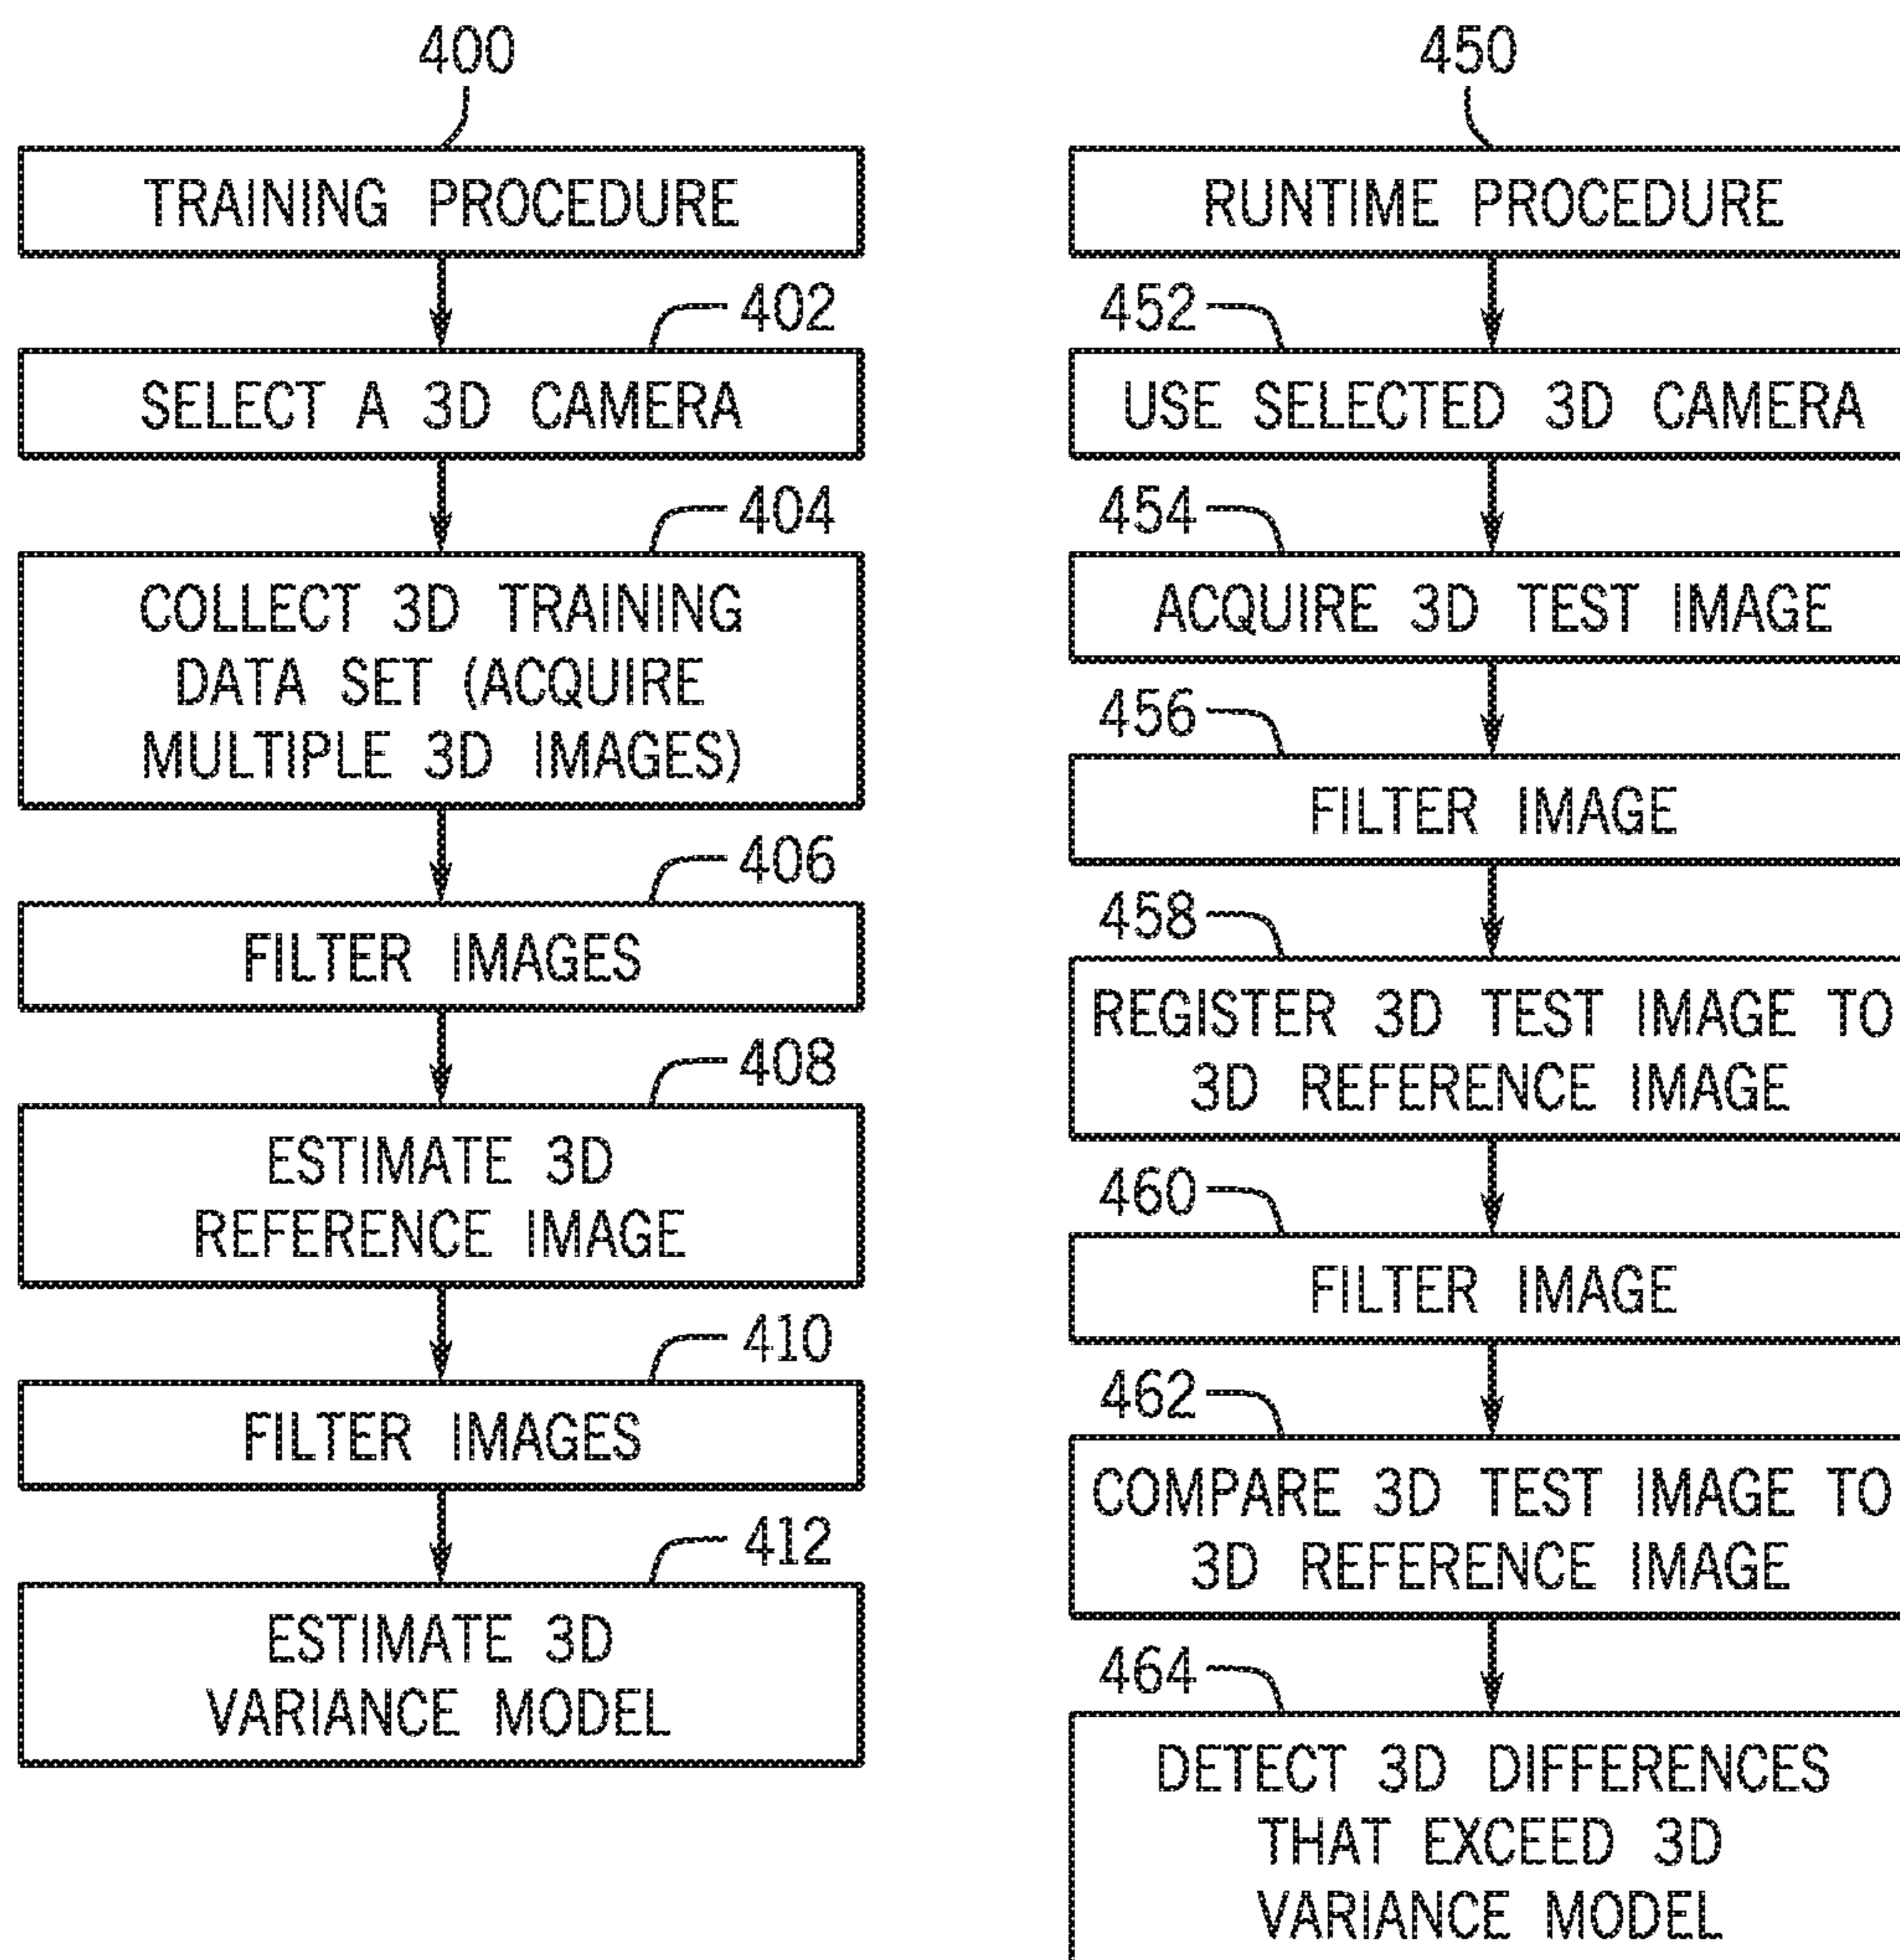 400
TRAINING PROCEDURE
402
SELECT A 3D CAMERA
404
COLLECT 3D TRAINING
DATA SET (ACQUIRE
MULTIPLE 3D IMAGES)
406
FILTER IMAGES
408
ESTIMATE 3D
REFERENCE IMAGE
410
FILTER IMAGES
412
ESTIMATE 3D
VARIANCE MODEL
450
RUNTIME PROCEDURE
452
USE SELECTED 3D CAMERA
454
ACQUIRE 3D TEST IMAGE
456
FILTER IMAGE
458
REGISTER 3D TEST IMAGE TO
3D REFERENCE IMAGE
460
FILTER IMAGE
462
COMPARE 3D TEST IMAGE TO
3D REFERENCE IMAGE
464
DETECT 3D DIFFERENCES
THAT EXCEED 3D
VARIANCE MODEL